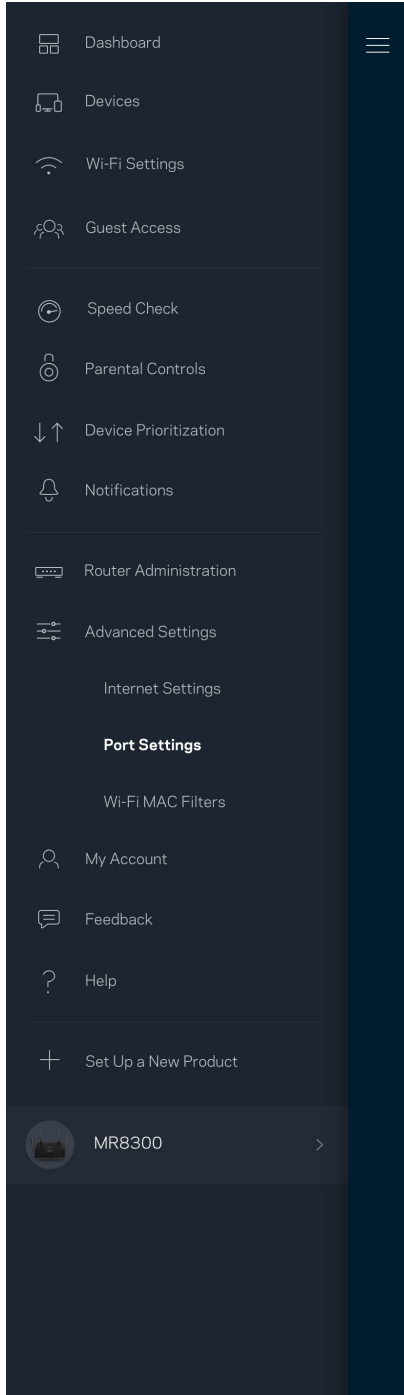 Dashboard
Devices
Wi-Fi Settings
Guest Access
Speed Check
Parental Controls
Device Prioritization
Notifications
Router Administration
Advanced Settings
Internet Settings
Port Settings
Wi-Fi MAC Filters
My Account
Feedback
Help
Set Up a New Product
MR8300